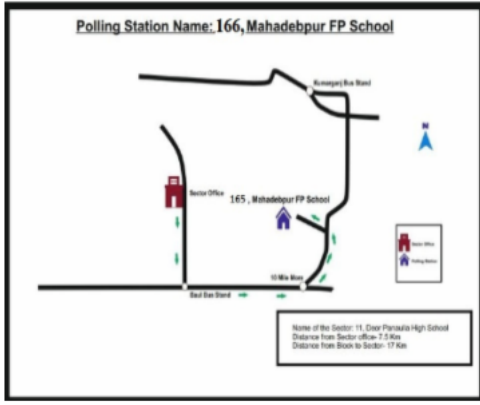 Polling Station Name: 166, Mahadebpur FP School
Kumarganj Bus Stand
N
Sector Office
165, Mahadebpur FP School
Sector Office
Polling Station
10 Mile More
Baul Bus Stand
Name of the Sector: 11, Daor Panaulla High School
Distance from Sector office- 7.5 Km
Distance from Block to Sector- 17 Km